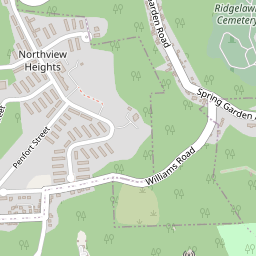 Ridgelawn
Cemetery
Garden Road
Northview
Heights
Spring Garden
Penfort Street
Williams Road